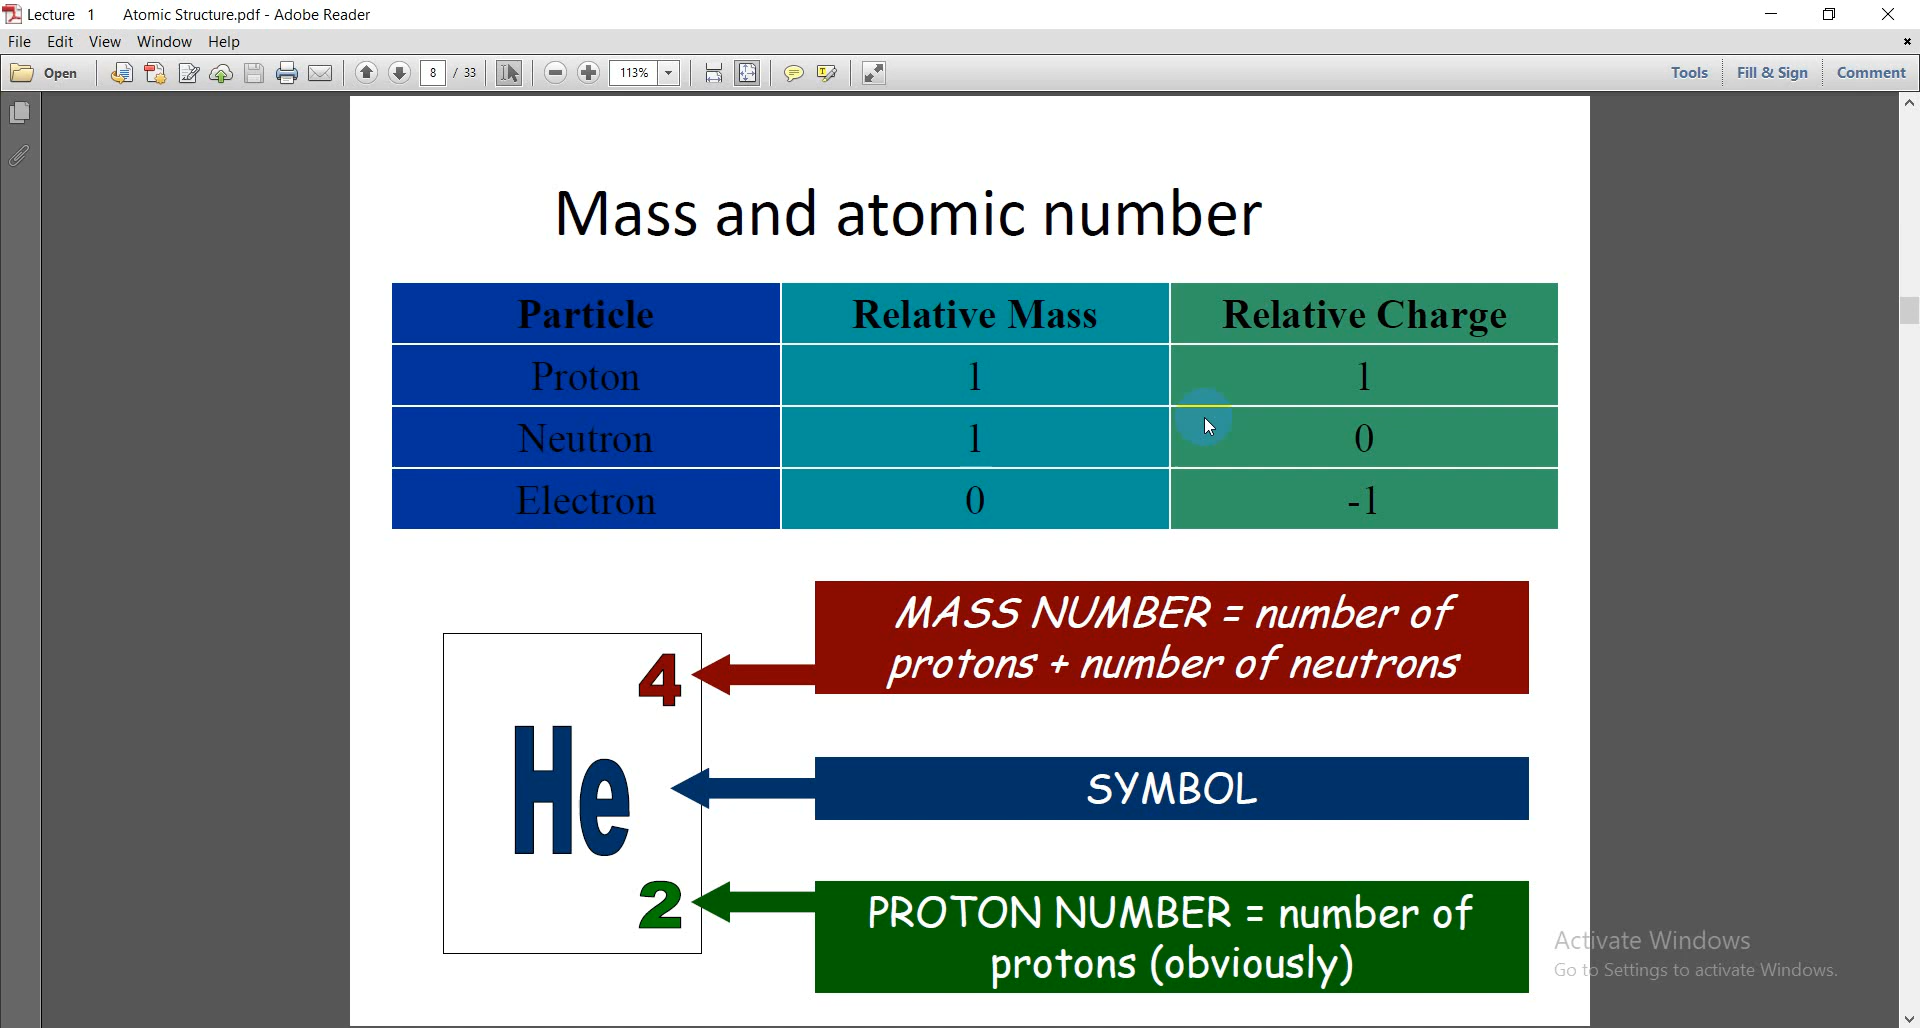 Lecture 1 Atomic Structure.pdf - Adobe Reader
File Edit View Window Help
Open 8 / 33 113% Tools Fill & Sign Comment
Mass and atomic number
Particle Relative Mass Relative Charge
Proton 1 1
Neutron 1 0
Electron 0 -1
MASS NUMBER = number of
protons + number of neutrons
4
He
SYMBOL
2
PROTON NUMBER = number of
protons (obviously)
Activate Windows
Go to Settings to activate Windows.